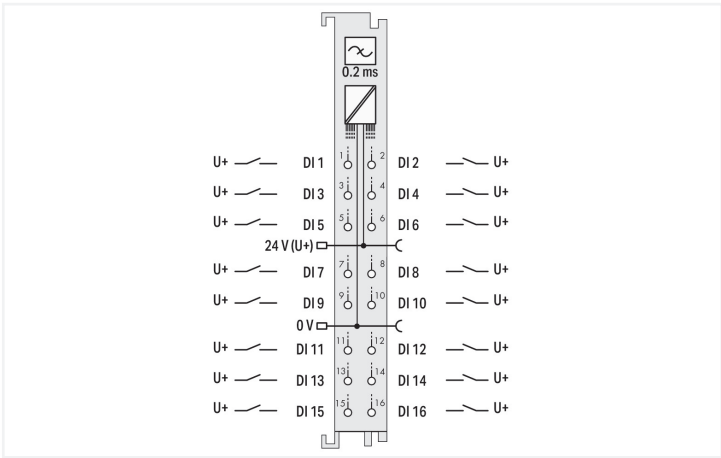 0.2 ms
U+ DI 1 1 2 DI 2 U+
U+ DI 3 3 4 DI 4 U+
U+ DI 5 5 6 DI 6 U+
24 V (U+)
U+ DI 7 7 8 DI 8 U+
U+ DI 9 9 10 DI 10 U+
0 V
U+ DI 11 11 12 DI 12 U+
U+ DI 13 13 14 DI 14 U+
U+ DI 15 15 16 DI 16 U+